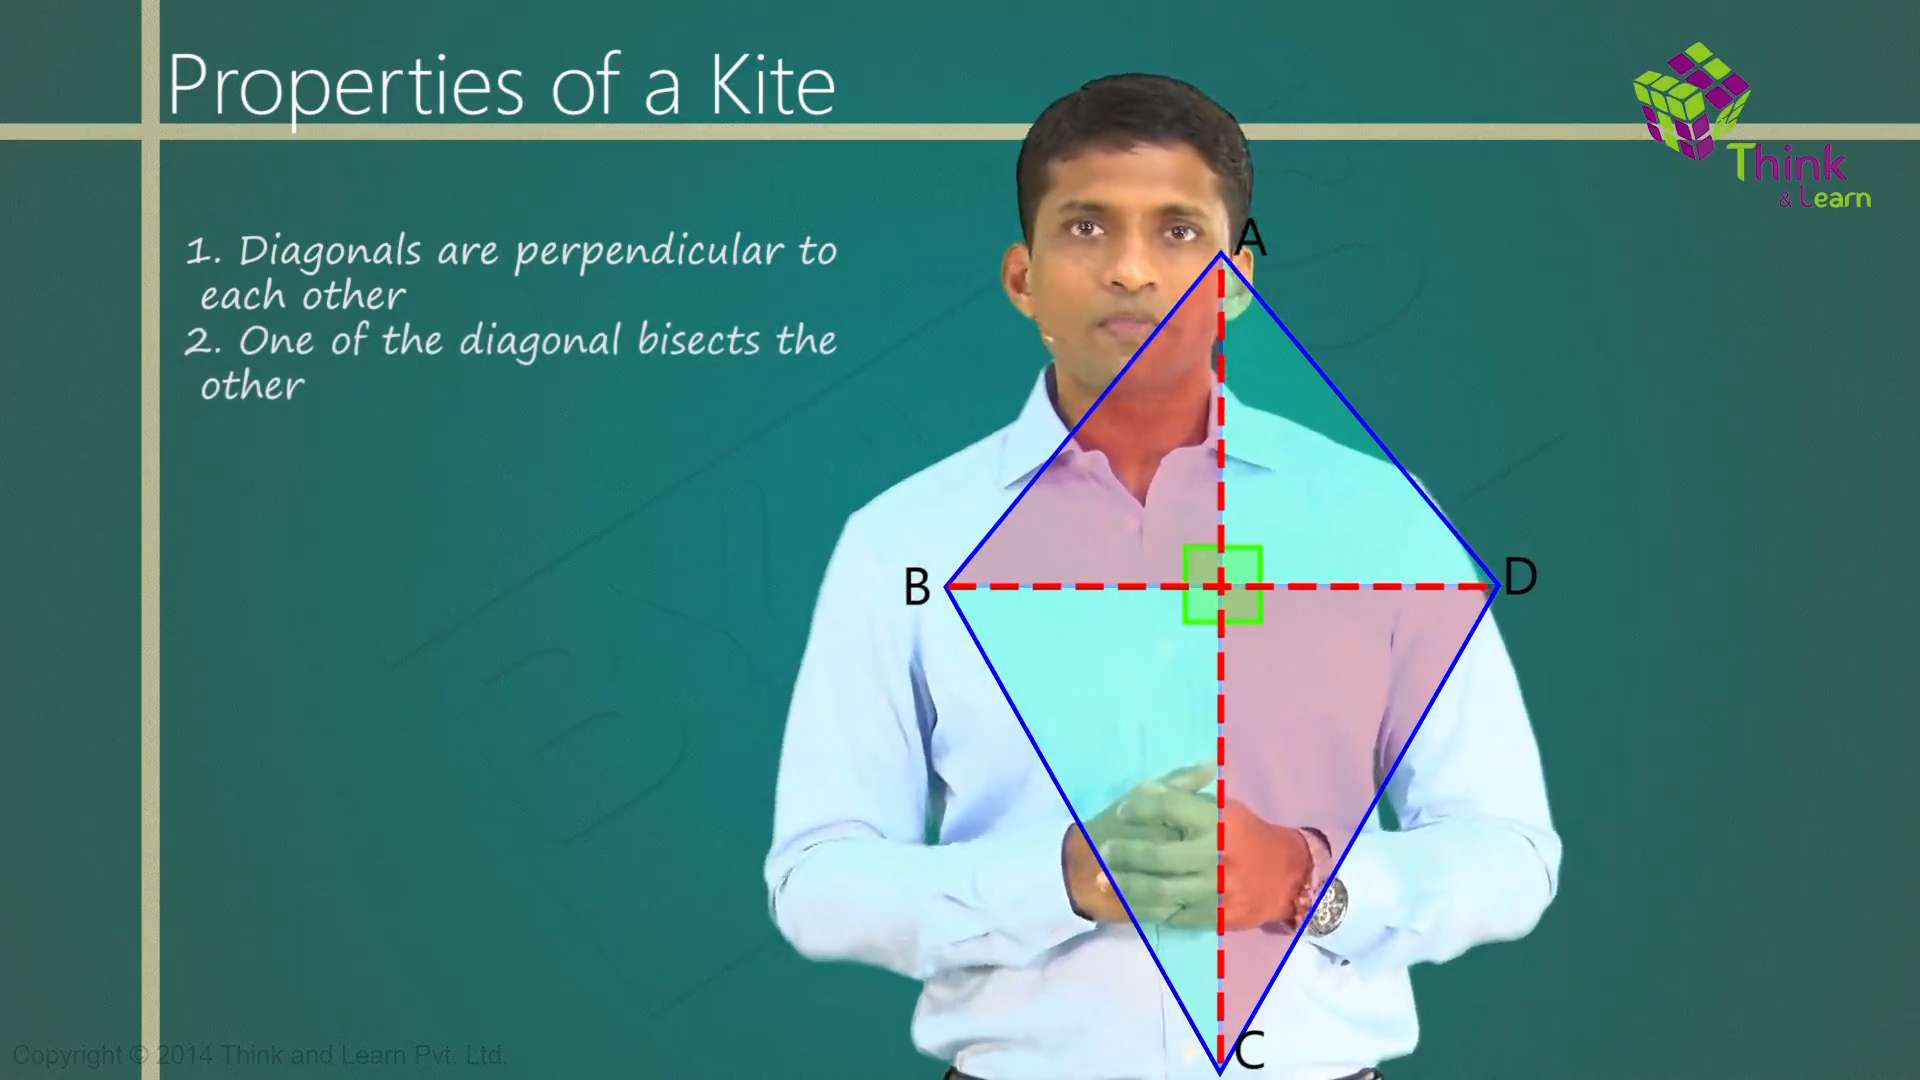 Properties of a Kite
Think
& Learn
1. Diagonals are perpendicular to
each other
2. One of the diagonal bisects the
other
A
B
D
C
Copyright © 2014 Think and Learn Pvt. Ltd.